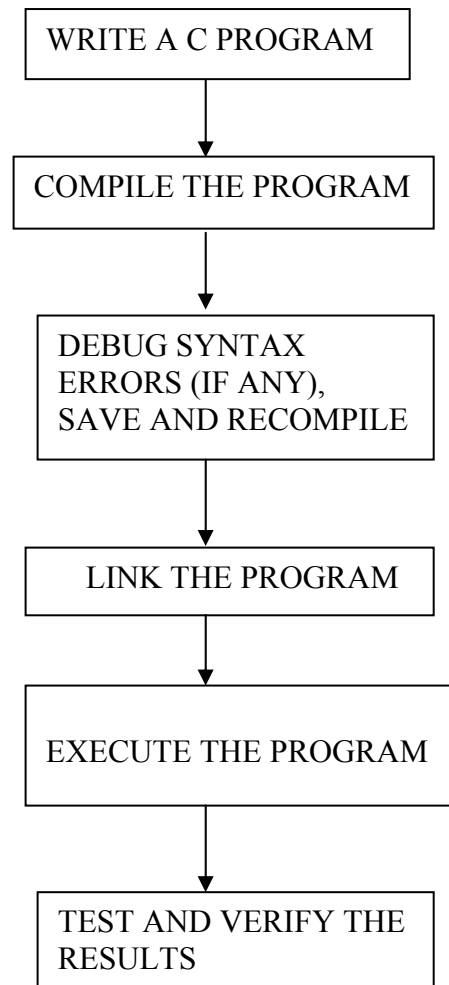 WRITE A C PROGRAM
COMPILE THE PROGRAM
DEBUG SYNTAX
ERRORS (IF ANY),
SAVE AND RECOMPILE
LINK THE PROGRAM
EXECUTE THE PROGRAM
TEST AND VERIFY THE
RESULTS